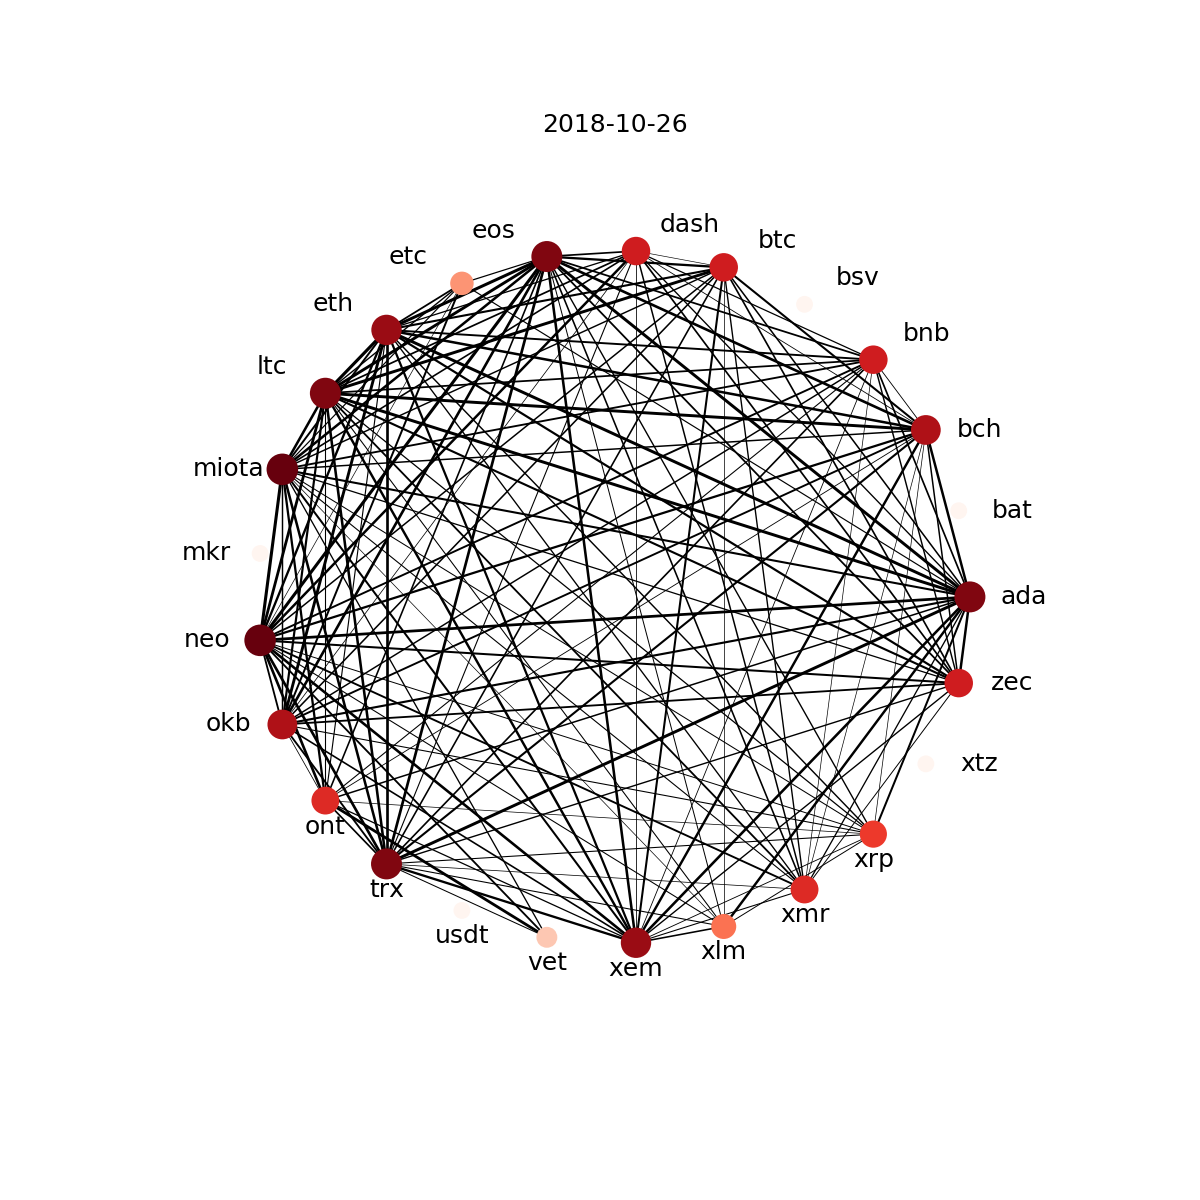 2018-10-26
dash
eos
btc
etc
bsv
eth
bnb
ltc
bch
miota
bat
mkr
ada
neo
zec
okb
xtz
ont
xrp
trx
xmr
usdt
xlm
vet
xem